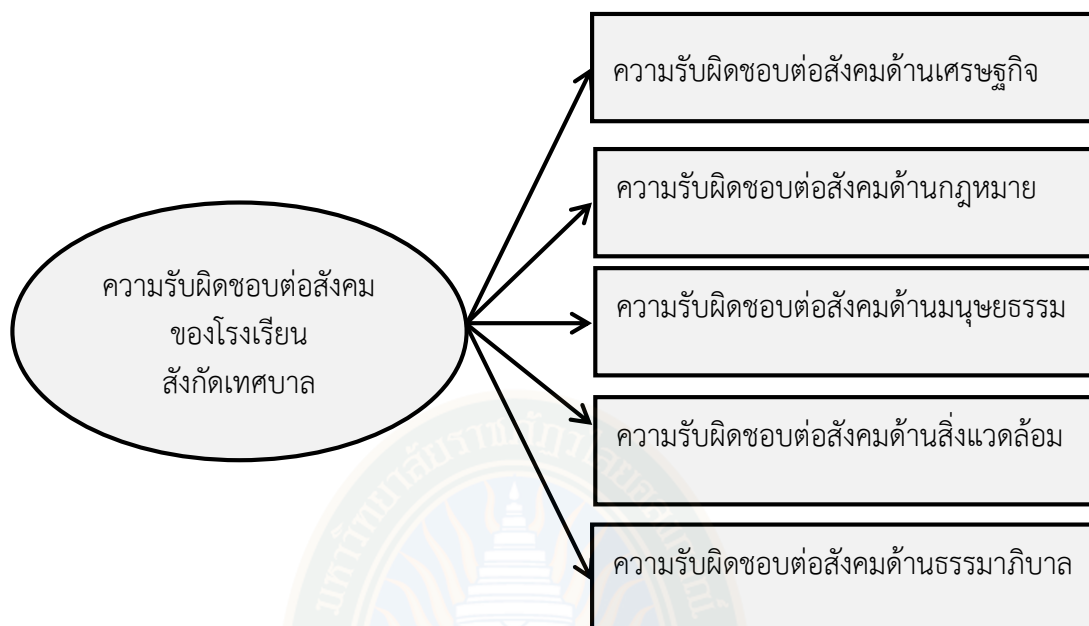 ความรับผิดชอบต่อสังคม
ของโรงเรียน
สังกัดเทศบาล
ความรับผิดชอบต่อสังคมด้านเศรษฐกิจ
ความรับผิดชอบต่อสังคมด้านกฎหมาย
ความรับผิดชอบต่อสังคมด้านมนุษยธรรม
ความรับผิดชอบต่อสังคมด้านสิ่งแวดล้อม
ความรับผิดชอบต่อสังคมด้านธรรมาภิบาล